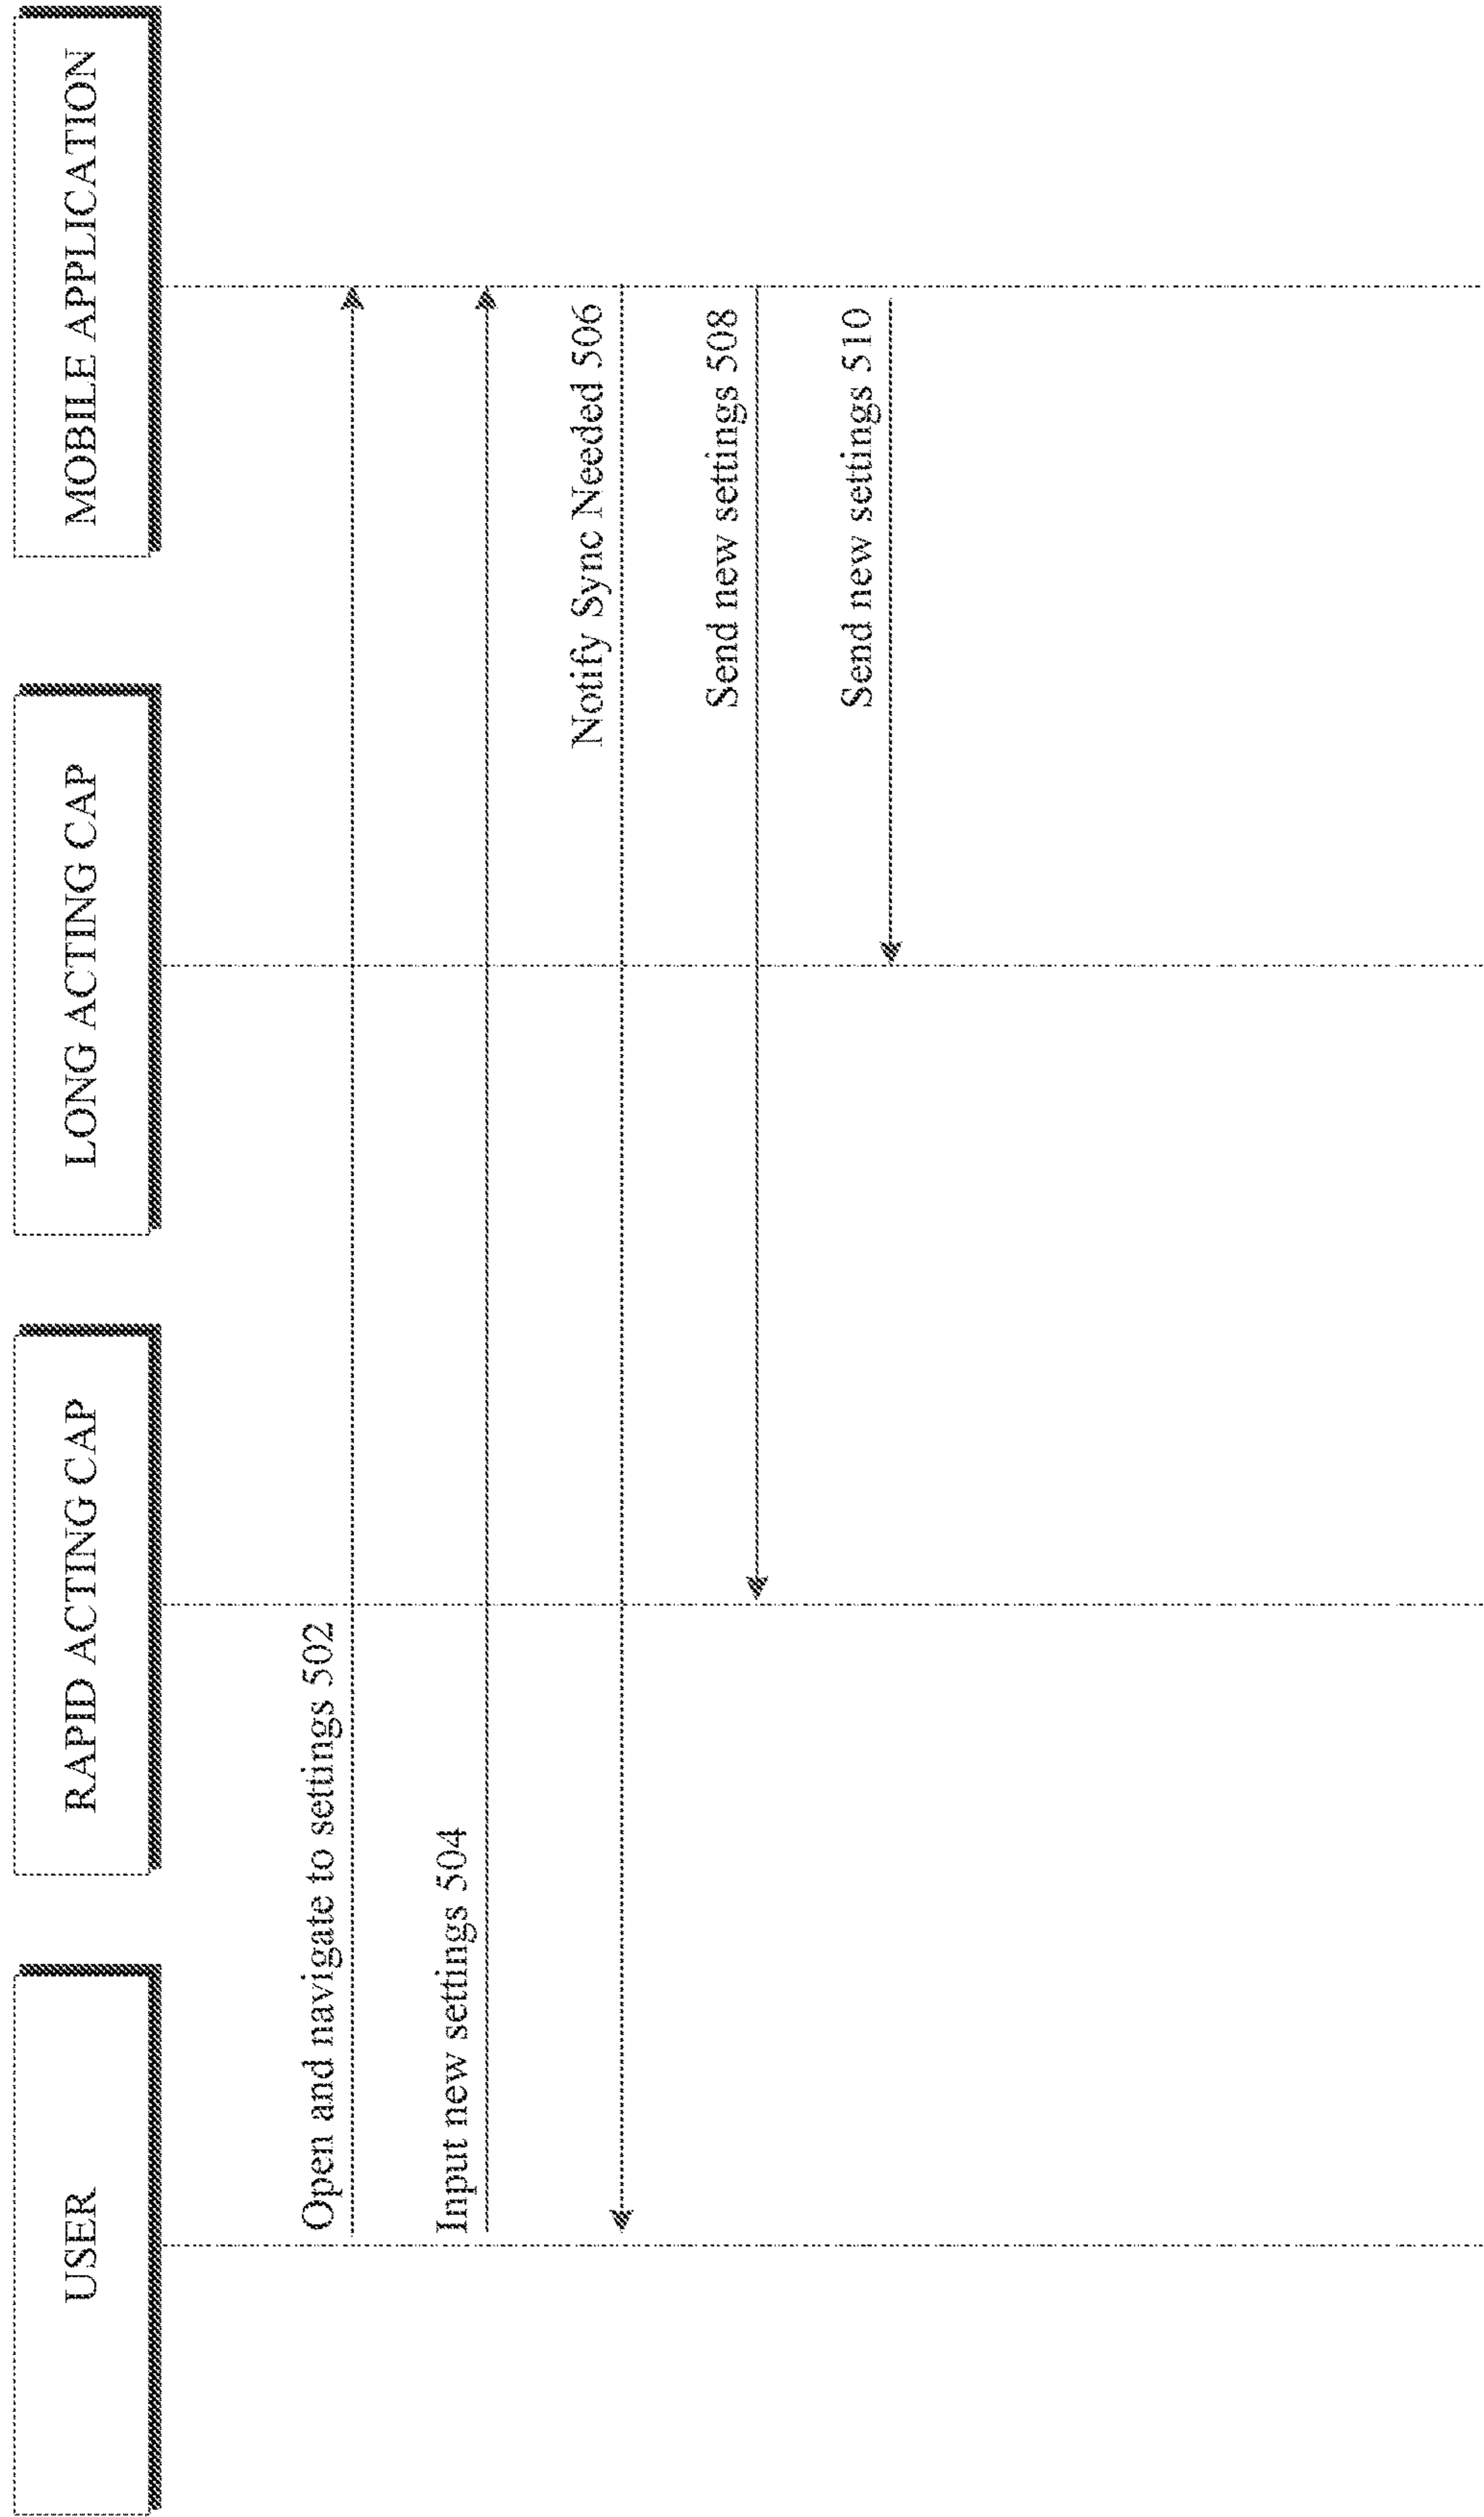 USER
RAPID ACTING CAP
LONG ACTING CAP
MOBILE APPLICATION
Open and navigate to settings 502
Input new settings 504
Notify Sync Needed 506
Send new settings 508
Send new settings 510